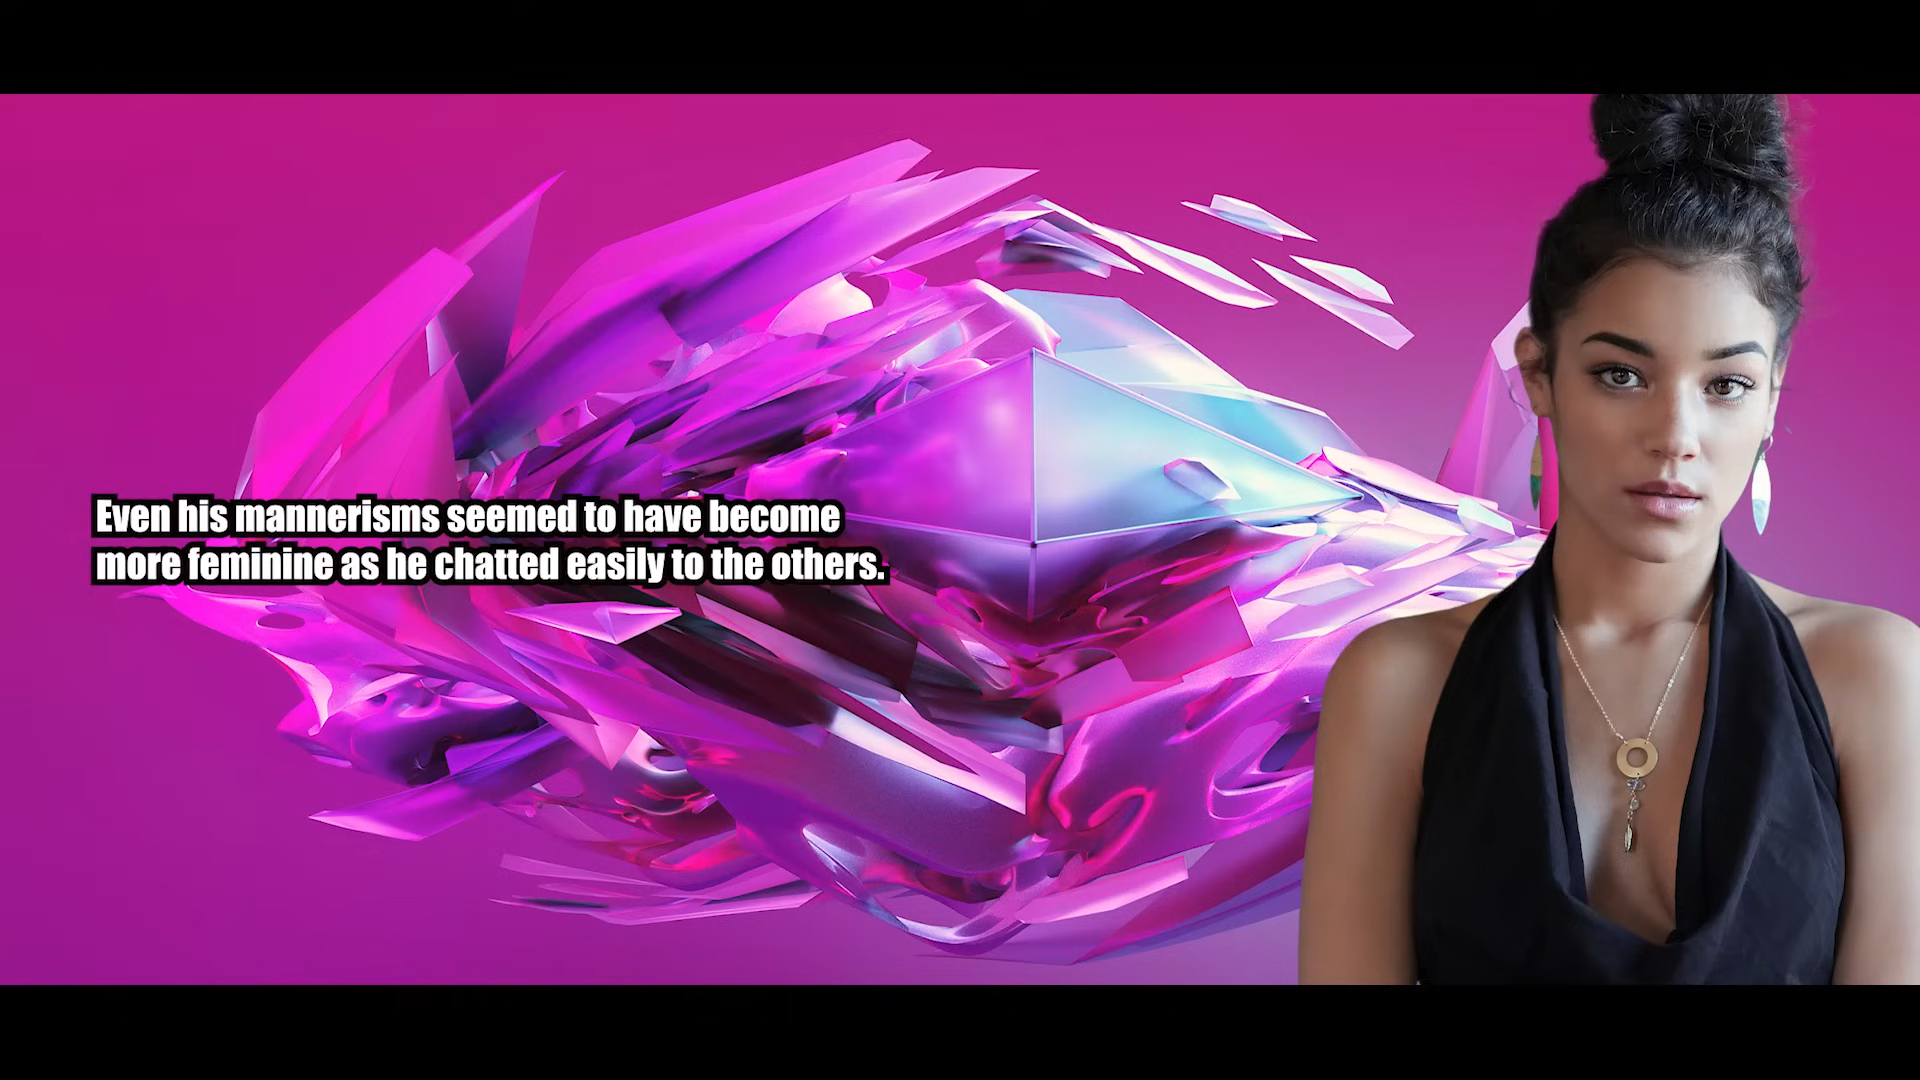 Even his mannerisms seemed to have become
more feminine as he chatted easily to the others.